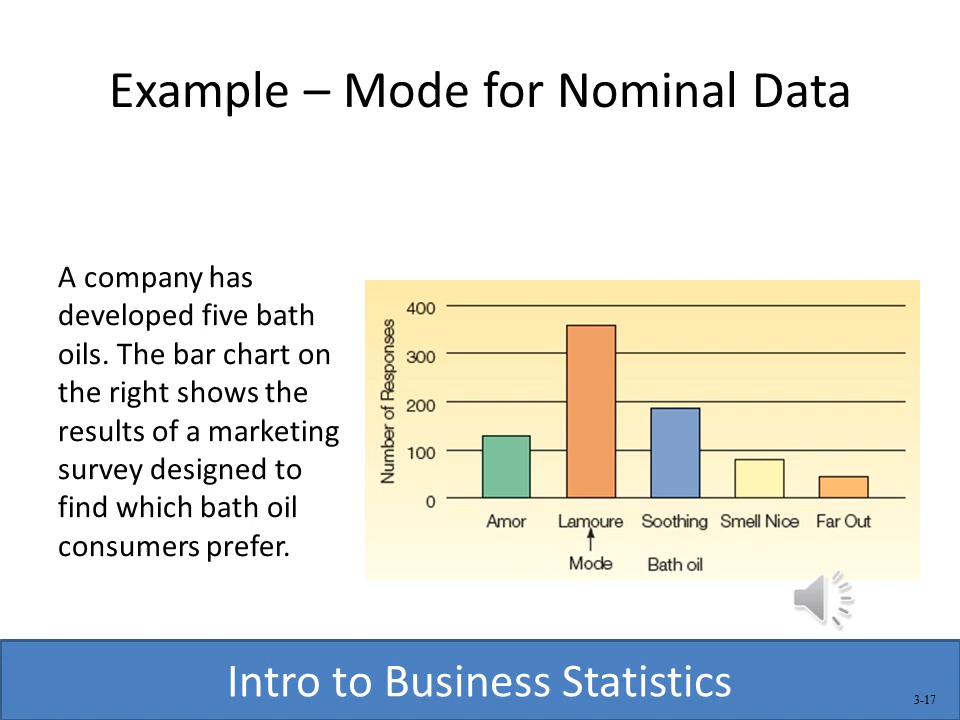 Example – Mode for Nominal Data
A company has
developed five bath
oils. The bar chart on
the right shows the
results of a marketing
survey designed to
find which bath oil
consumers prefer.
Number of Responses
400
300
200
100
0
Amor Lamoure Soothing Smell Nice Far Out
Mode Bath oil
Intro to Business Statistics
3-17